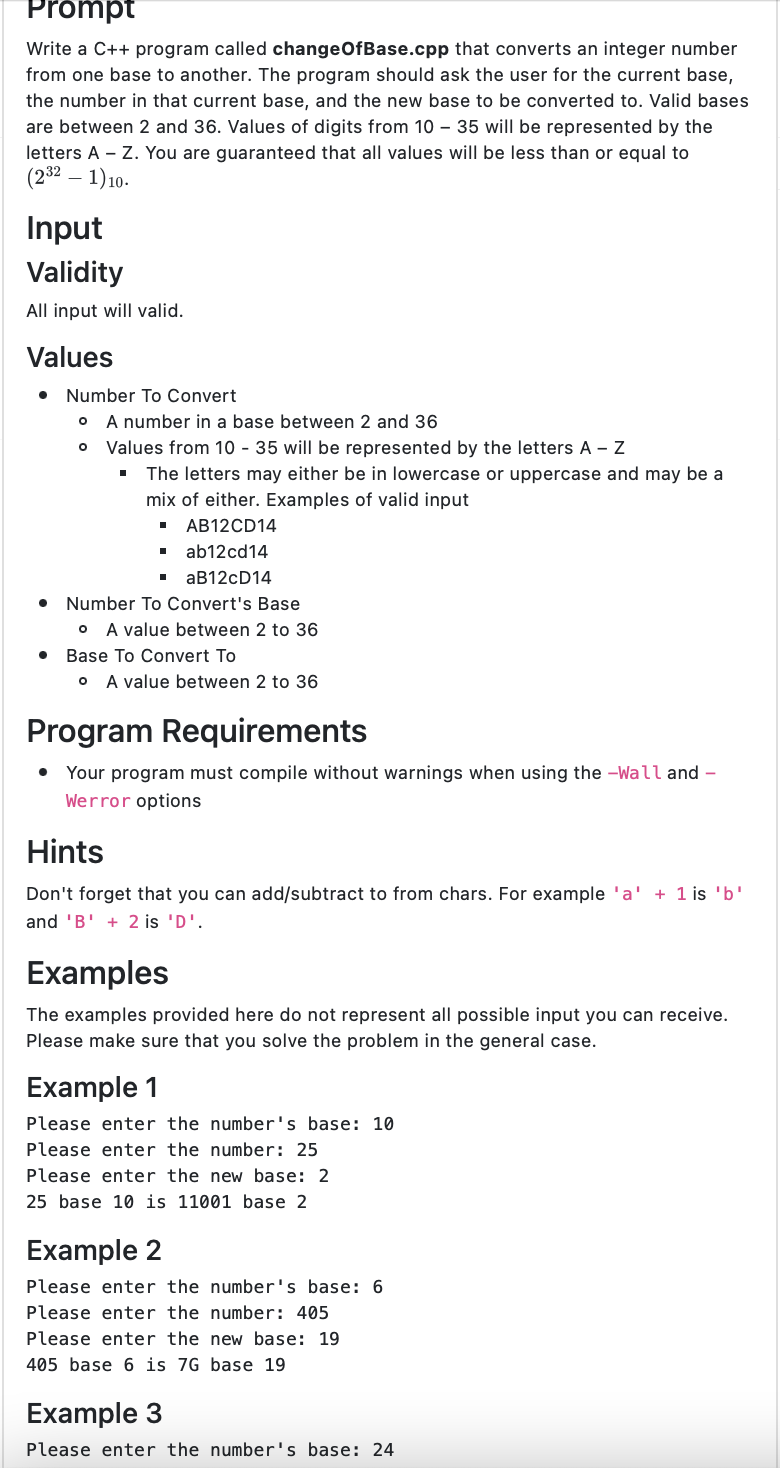 Prompt
Write a C++ program called changeOfBase.cpp that converts an integer number
from one base to another. The program should ask the user for the current base,
the number in that current base, and the new base to be converted to. Valid bases
are between 2 and 36. Values of digits from 10 – 35 will be represented by the
letters A – Z. You are guaranteed that all values will be less than or equal to
(2^32 − 1)_10.
Input
Validity
All input will valid.
Values
• Number To Convert
◦ A number in a base between 2 and 36
◦ Values from 10 - 35 will be represented by the letters A – Z
▪ The letters may either be in lowercase or uppercase and may be a
mix of either. Examples of valid input
▪ AB12CD14
▪ ab12cd14
▪ aB12cD14
• Number To Convert's Base
◦ A value between 2 to 36
• Base To Convert To
◦ A value between 2 to 36
Program Requirements
• Your program must compile without warnings when using the –Wall and –
Werror options
Hints
Don't forget that you can add/subtract to from chars. For example 'a' + 1 is 'b'
and 'B' + 2 is 'D'.
Examples
The examples provided here do not represent all possible input you can receive.
Please make sure that you solve the problem in the general case.
Example 1
Please enter the number's base: 10
Please enter the number: 25
Please enter the new base: 2
25 base 10 is 11001 base 2
Example 2
Please enter the number's base: 6
Please enter the number: 405
Please enter the new base: 19
405 base 6 is 7G base 19
Example 3
Please enter the number's base: 24